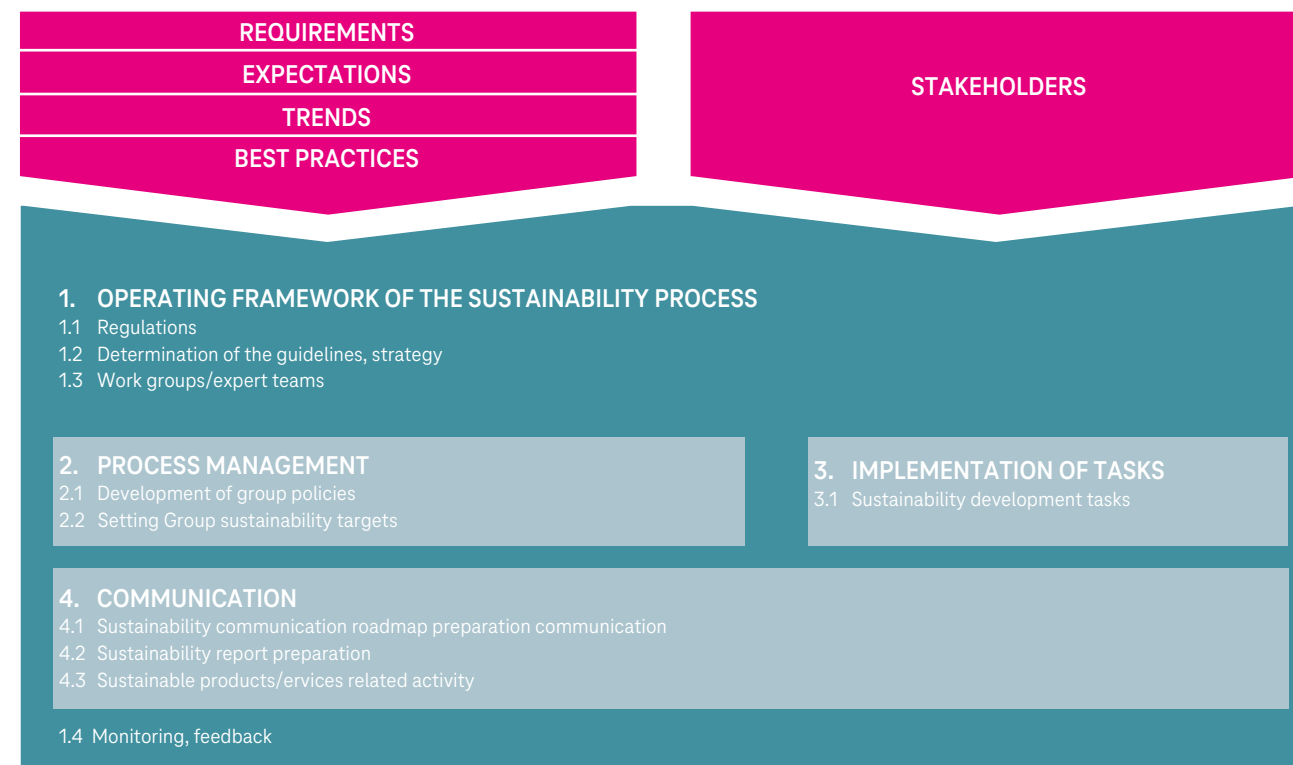 REQUIREMENTS
EXPECTATIONS
TRENDS
BEST PRACTICES
STAKEHOLDERS
1. OPERATING FRAMEWORK OF THE SUSTAINABILITY PROCESS
1.1 Regulations
1.2 Determination of the guidelines, strategy
1.3 Work groups/expert teams
2. PROCESS MANAGEMENT
2.1 Development of group policies
2.2 Setting Group sustainability targets
3. IMPLEMENTATION OF TASKS
3.1 Sustainability development tasks
4. COMMUNICATION
4.1 Sustainability communication roadmap preparation communication
4.2 Sustainability report preparation
4.3 Sustainable products/ervices related activity
1.4 Monitoring, feedback